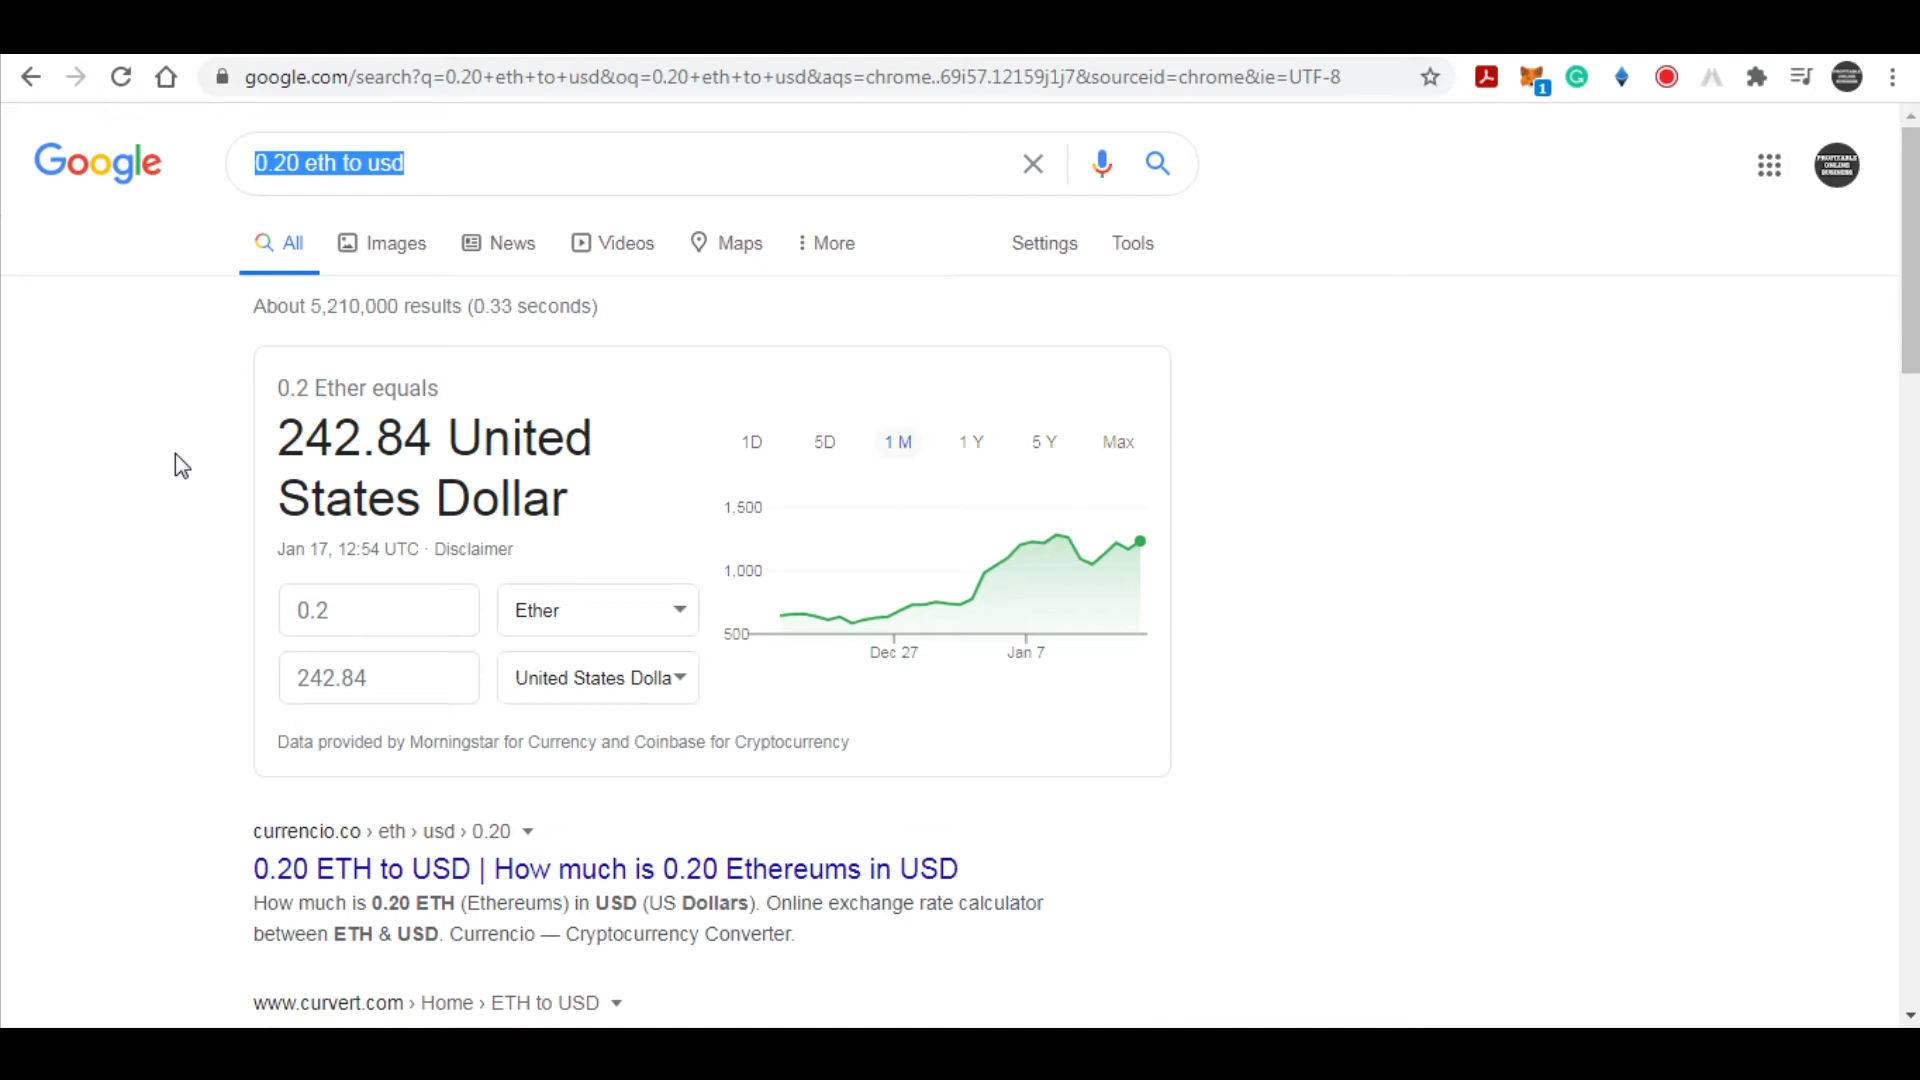 google.com/search?q=0.20+eth+to+usd&oq=0.20+eth+to+usd&aqs=chrome..69i57.12159j1j7&sourceid=chrome&ie=UTF-8
1
Google
0.20 eth to usd
PROFITABLE
ONLINE
BUSINESS
All Images News Videos Maps More Settings Tools
About 5,210,000 results (0.33 seconds)
0.2 Ether equals
242.84 United
States Dollar
Jan 17, 12:54 UTC · Disclaimer
0.2 Ether
242.84 United States Dolla
1D 5D 1 M 1 Y 5 Y Max
1,500
1,000
500
Dec 27 Jan 7
Data provided by Morningstar for Currency and Coinbase for Cryptocurrency
currencio.co › eth › usd › 0.20
0.20 ETH to USD | How much is 0.20 Ethereums in USD
How much is 0.20 ETH (Ethereums) in USD (US Dollars). Online exchange rate calculator
between ETH & USD. Currencio — Cryptocurrency Converter.
www.curvert.com › Home › ETH to USD